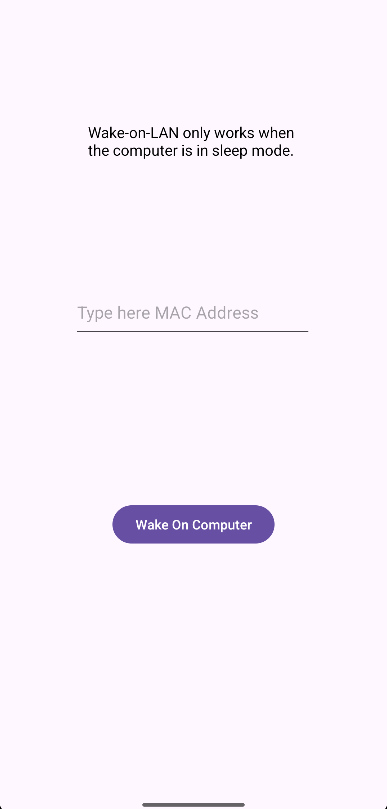 Wake-on-LAN only works when
the computer is in sleep mode.
Type here MAC Address
Wake On Computer